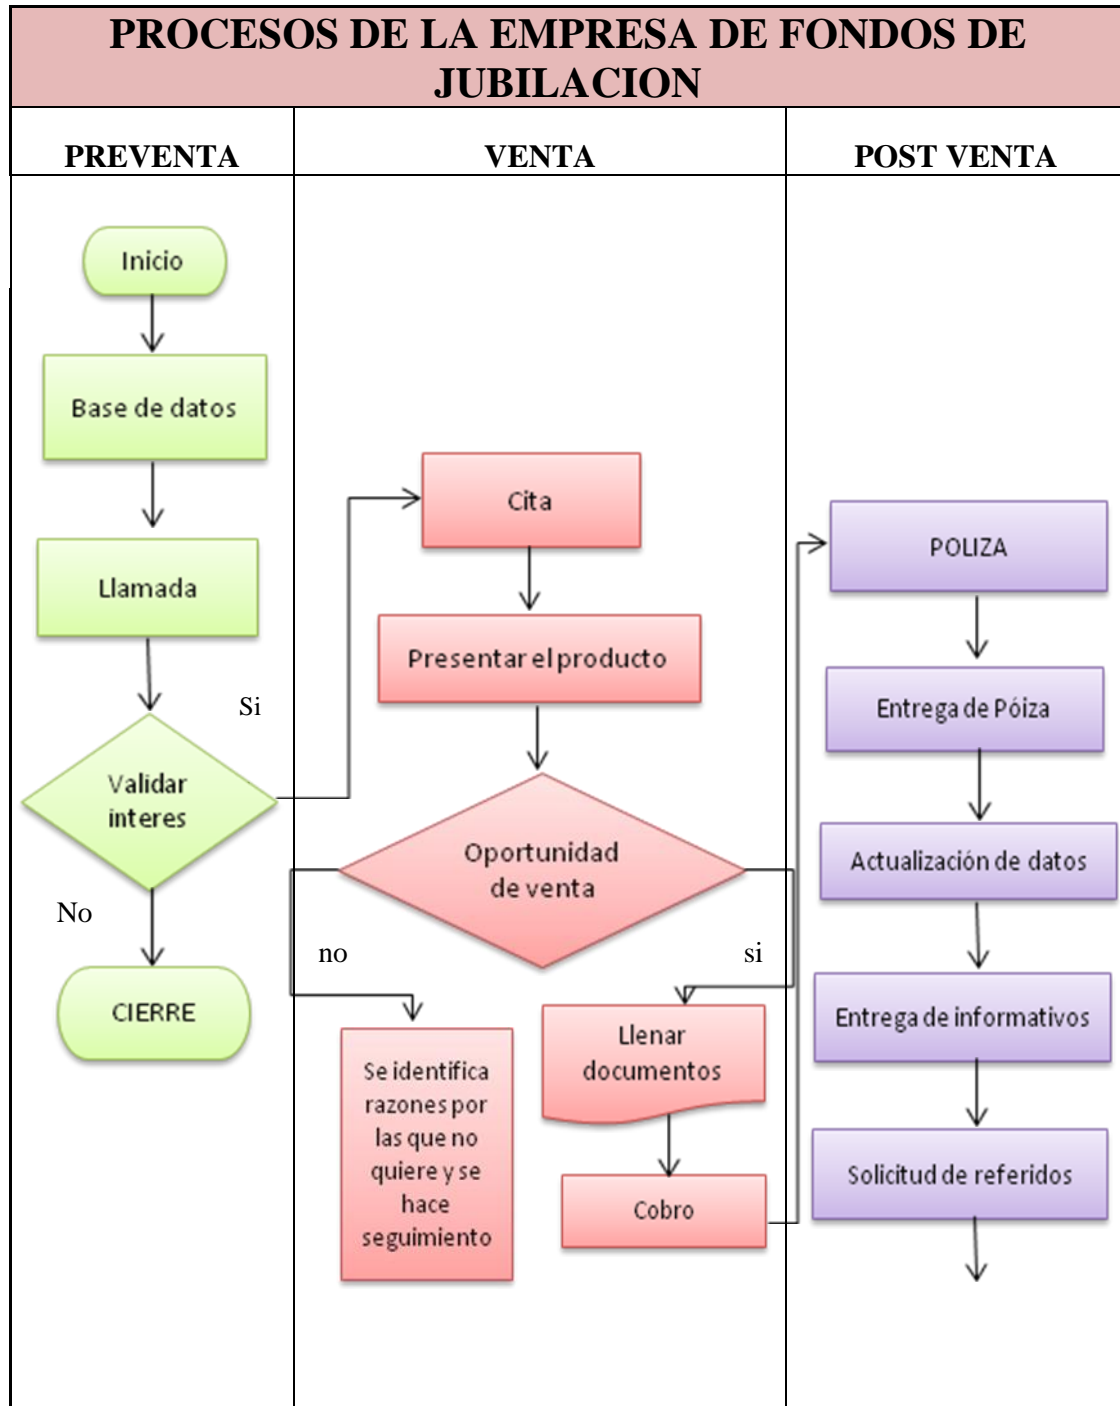 PROCESOS DE LA EMPRESA DE FONDOS DE
JUBILACION
PREVENTA
VENTA
POST VENTA
Inicio
Base de datos
Llamada
Si
Validar
interes
No
CIERRE
Cita
Presentar el producto
Oportunidad
de venta
no
si
Se identifica
razones por
las que no
quiere y se
hace
seguimiento
Llenar
documentos
Cobro
POLIZA
Entrega de Póiza
Actualización de datos
Entrega de informativos
Solicitud de referidos